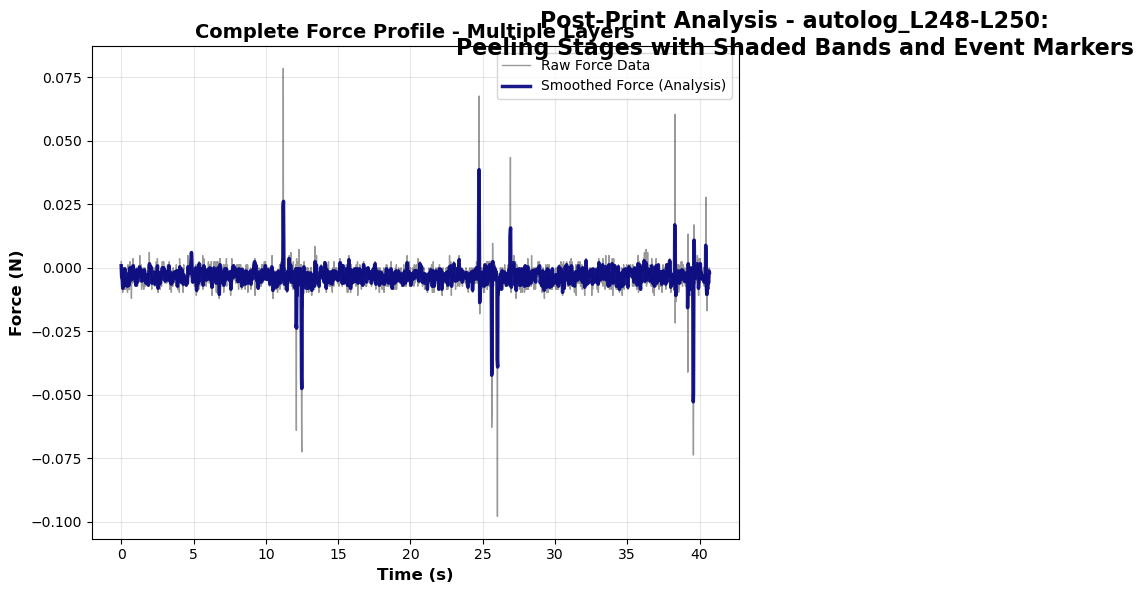 Post-Print Analysis - autolog_L248-L250:
Peeling Stages with Shaded Bands and Event Markers
Complete Force Profile - Multiple Layers
Raw Force Data
Smoothed Force (Analysis)
Force (N)
0.075
0.050
0.025
0.000
−0.025
−0.050
−0.075
−0.100
0 5 10 15 20 25 30 35 40
Time (s)